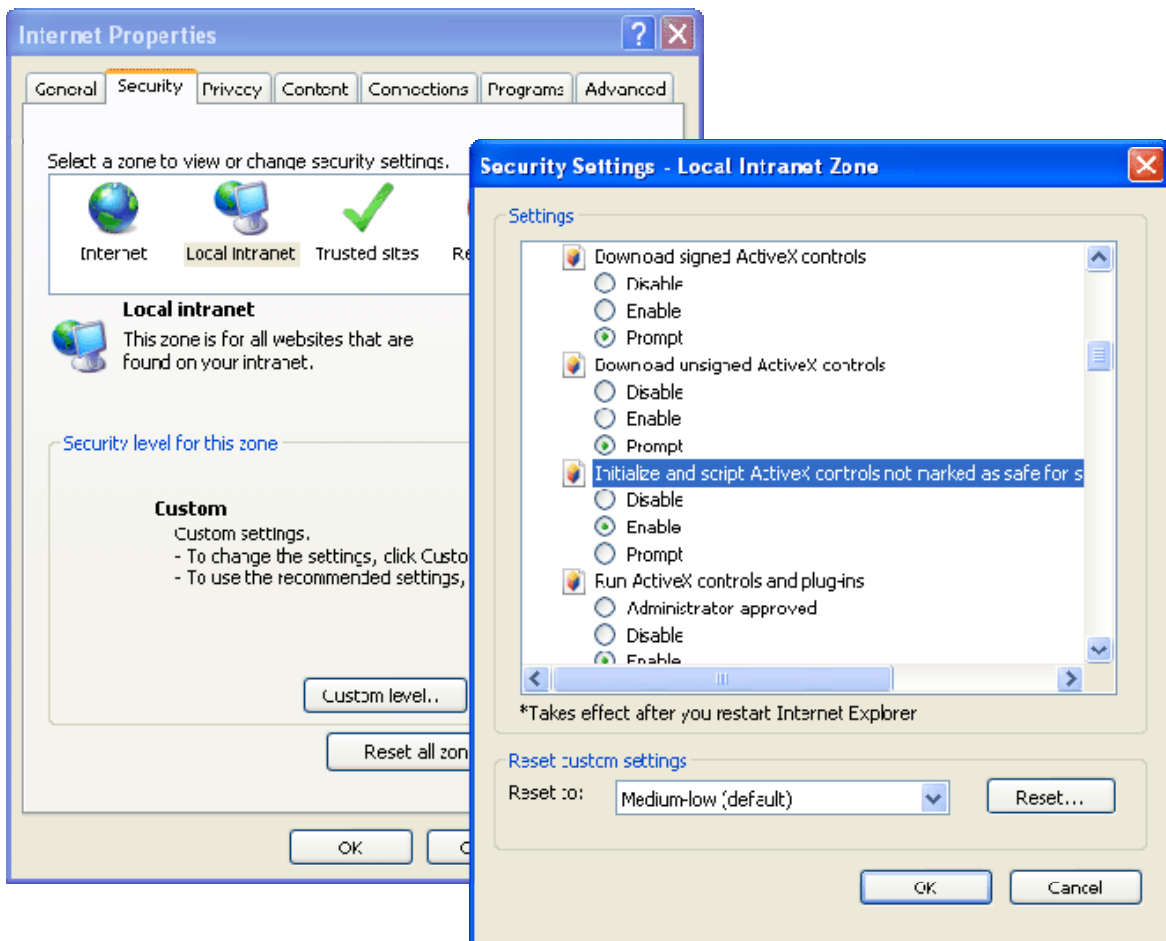 Internet Properties
General Security Privacy Content Connections Programs Advanced
Select a zone to view or change security settings.
Internet Local intranet Trusted sites Re
Local intranet
This zone is for all websites that are
found on your intranet.
Security level for this zone
Custom
Custom settings.
- To change the settings, click Custo
- To use the recommended settings,
Custom level...
Reset all zon
OK C
Security Settings - Local Intranet Zone
Settings
Download signed ActiveX controls
Disable
Enable
Prompt
Download unsigned ActiveX controls
Disable
Enable
Prompt
Initialize and script ActiveX controls not marked as safe for s
Disable
Enable
Prompt
Run ActiveX controls and plug-ins
Administrator approved
Disable
Enable
*Takes effect after you restart Internet Explorer
Reset custom settings
Reset to: Medium-low (default) Reset...
OK Cancel